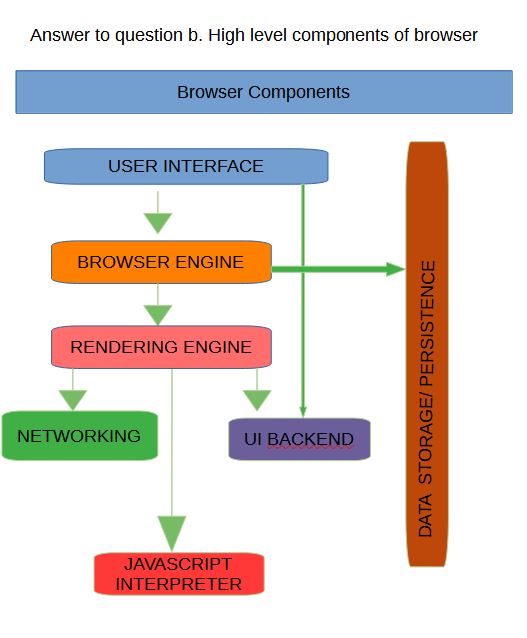 Answer to question b. High level components of browser
Browser Components
USER INTERFACE
BROWSER ENGINE
RENDERING ENGINE
NETWORKING
UI BACKEND
JAVASCRIPT
INTERPRETER
DATA STORAGE/ PERSISTENCE